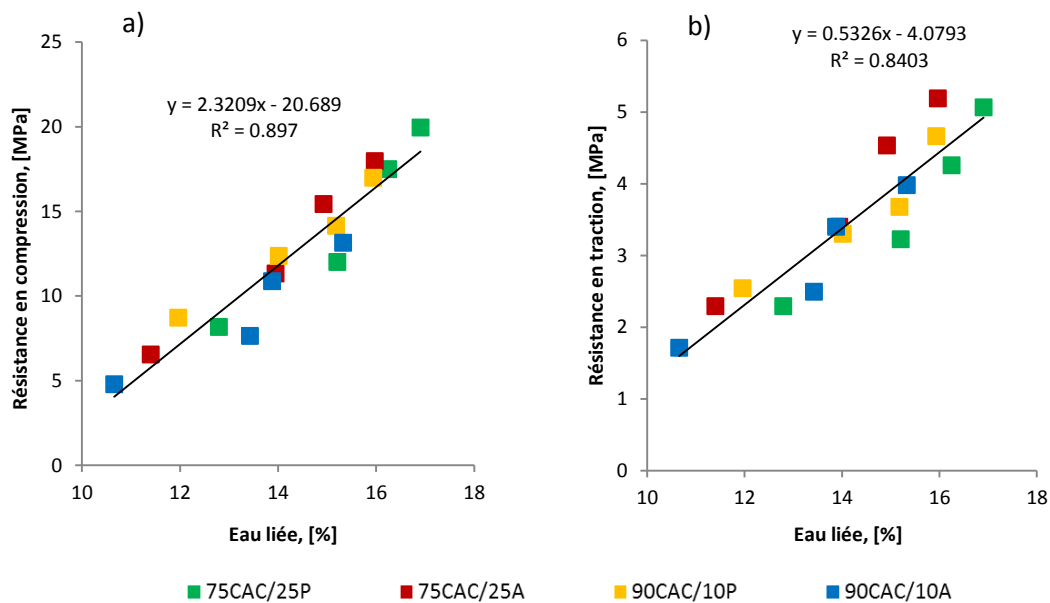 a)
y = 2.3209x - 20.689
R² = 0.897
Résistance en compression, [MPa]
25
20
15
10
5
0
10 12 14 16 18
Eau liée, [%]
b)
y = 0.5326x - 4.0793
R² = 0.8403
Résistance en traction, [MPa]
6
5
4
3
2
1
0
10 12 14 16 18
Eau liée, [%]
75CAC/25P 75CAC/25A 90CAC/10P 90CAC/10A